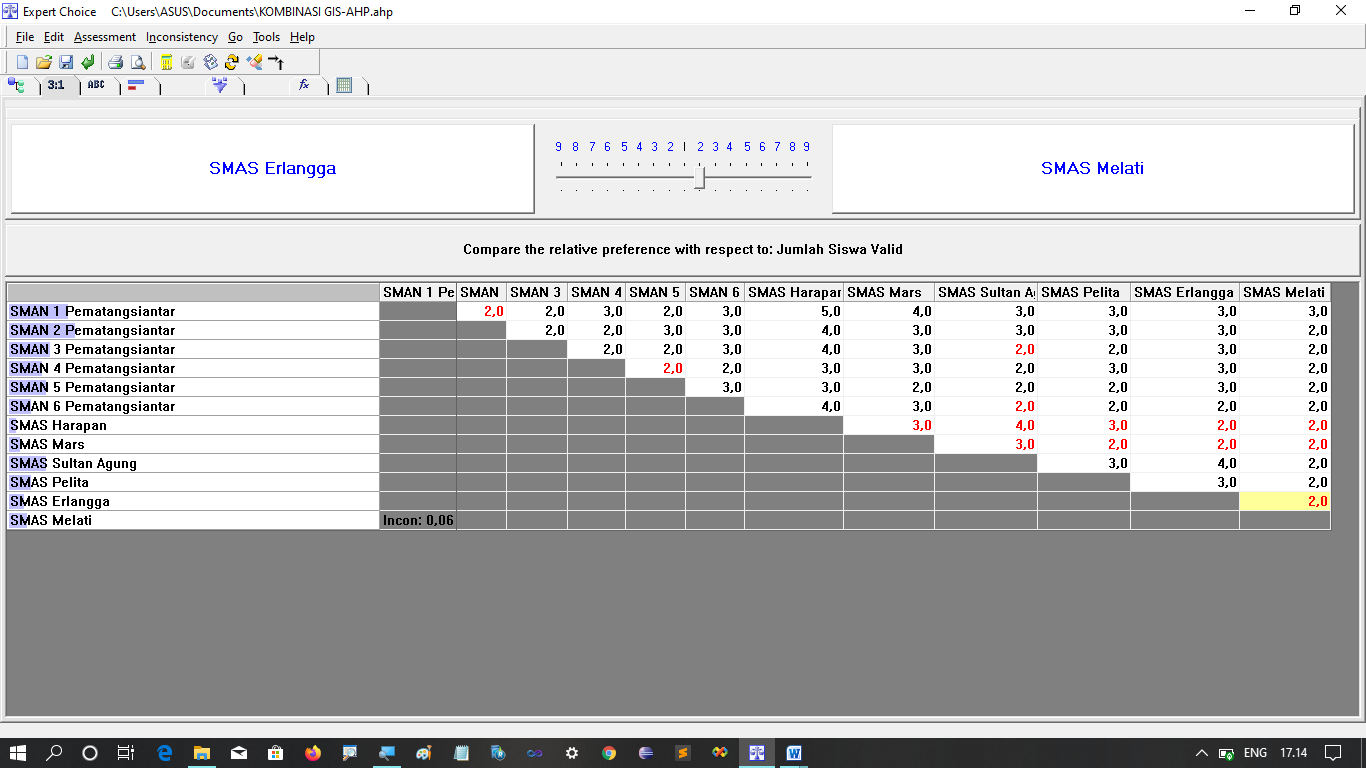 Expert Choice C:\Users\ASUS\Documents\KOMBINASI GIS-AHP.ahp
File Edit Assessment Inconsistency Go Tools Help
3:1 ABC fx
9 8 7 6 5 4 3 2 1 2 3 4 5 6 7 8 9
SMAS Erlangga SMAS Melati
Compare the relative preference with respect to: Jumlah Siswa Valid
SMAN 1 Pe SMAN SMAN 3 SMAN 4 SMAN 5 SMAN 6 SMAS Harapar SMAS Mars SMAS Sultan A SMAS Pelita SMAS Erlangga SMAS Melati
SMAN 1 Pematangsiantar 2,0 2,0 3,0 2,0 3,0 5,0 4,0 3,0 3,0 3,0 3,0
SMAN 2 Pematangsiantar 2,0 2,0 3,0 3,0 4,0 3,0 3,0 3,0 3,0 2,0
SMAN 3 Pematangsiantar 2,0 2,0 3,0 4,0 3,0 2,0 2,0 3,0 2,0
SMAN 4 Pematangsiantar 2,0 2,0 3,0 3,0 2,0 3,0 3,0 2,0
SMAN 5 Pematangsiantar 3,0 3,0 2,0 2,0 2,0 3,0 2,0
SMAN 6 Pematangsiantar 4,0 3,0 2,0 2,0 2,0 2,0
SMAS Harapan 3,0 4,0 3,0 2,0 2,0
SMAS Mars 3,0 2,0 2,0 2,0
SMAS Sultan Agung 3,0 4,0 2,0
SMAS Pelita 3,0 2,0
SMAS Erlangga 2,0
SMAS Melati Incon: 0,06
ENG 17.14